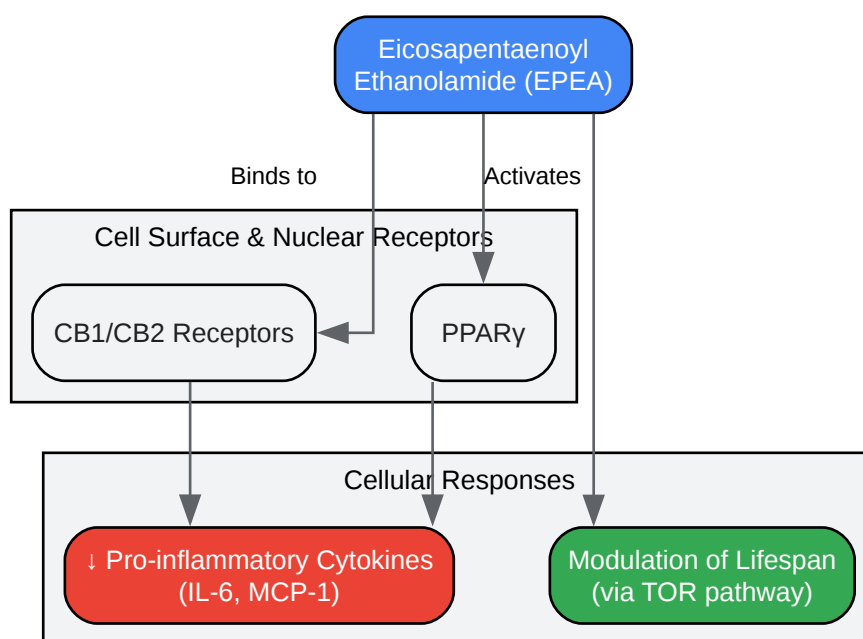 Eicosapentaenoyl
Ethanolamide (EPEA)
Binds to
Activates
Cell Surface & Nuclear Receptors
CB1/CB2 Receptors
PPARγ
Cellular Responses
↓ Pro-inflammatory Cytokines
(IL-6, MCP-1)
Modulation of Lifespan
(via TOR pathway)